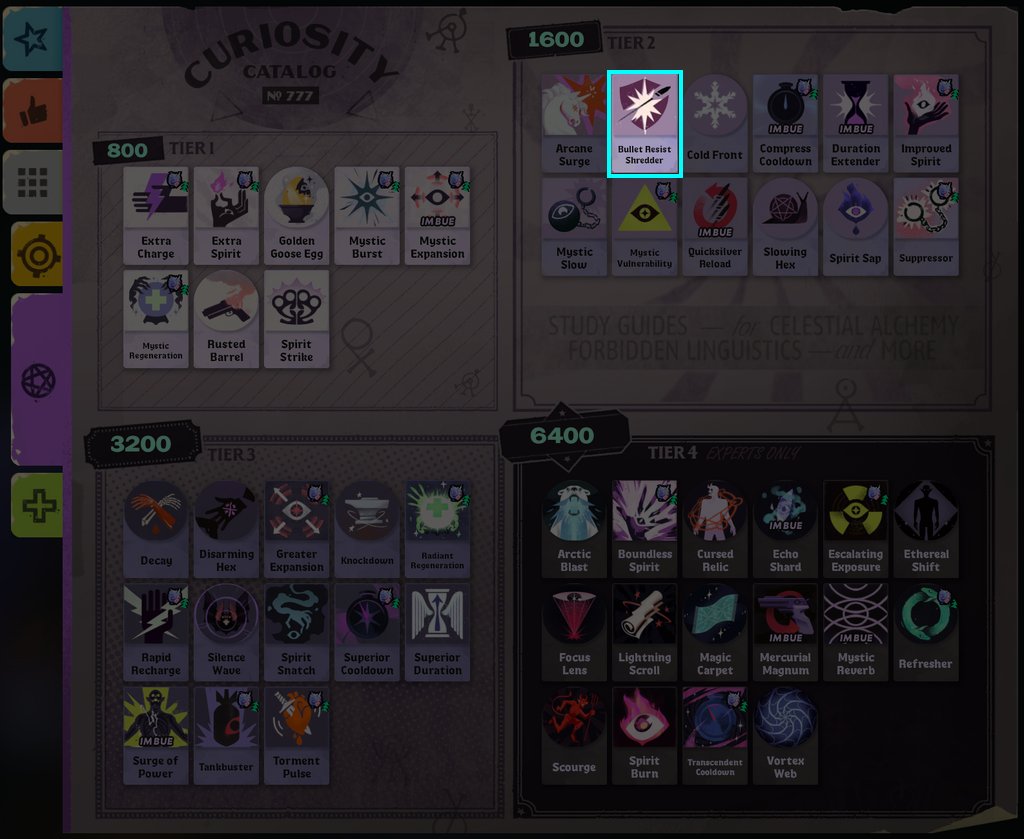 CURIOSITY
CATALOG
Nº 777
800 TIER 1
Extra Charge
Extra Spirit
Golden Goose Egg
Mystic Burst
IMBUE
Mystic Expansion
Mystic Regeneration
Rusted Barrel
Spirit Strike
1600 TIER 2
Arcane Surge
Bullet Resist Shredder
Cold Front
IMBUE
Compress Cooldown
IMBUE
Duration Extender
Improved Spirit
Mystic Slow
Mystic Vulnerability
IMBUE
Quicksilver Reload
Slowing Hex
Spirit Sap
Suppressor
STUDY GUIDES — for CELESTIAL ALCHEMY
FORBIDDEN LINGUISTICS — and MORE
3200 TIER 3
Decay
Disarming Hex
Greater Expansion
Knockdown
Radiant Regeneration
Rapid Recharge
Silence Wave
Spirit Snatch
Superior Cooldown
Superior Duration
IMBUE
Surge of Power
Tankbuster
Torment Pulse
6400 TIER 4 EXPERTS ONLY
Arctic Blast
Boundless Spirit
Cursed Relic
IMBUE
Echo Shard
Escalating Exposure
Ethereal Shift
Focus Lens
Lightning Scroll
Magic Carpet
IMBUE
Mercurial Magnum
IMBUE
Mystic Reverb
Refresher
Scourge
Spirit Burn
Transcendent Cooldown
Vortex Web